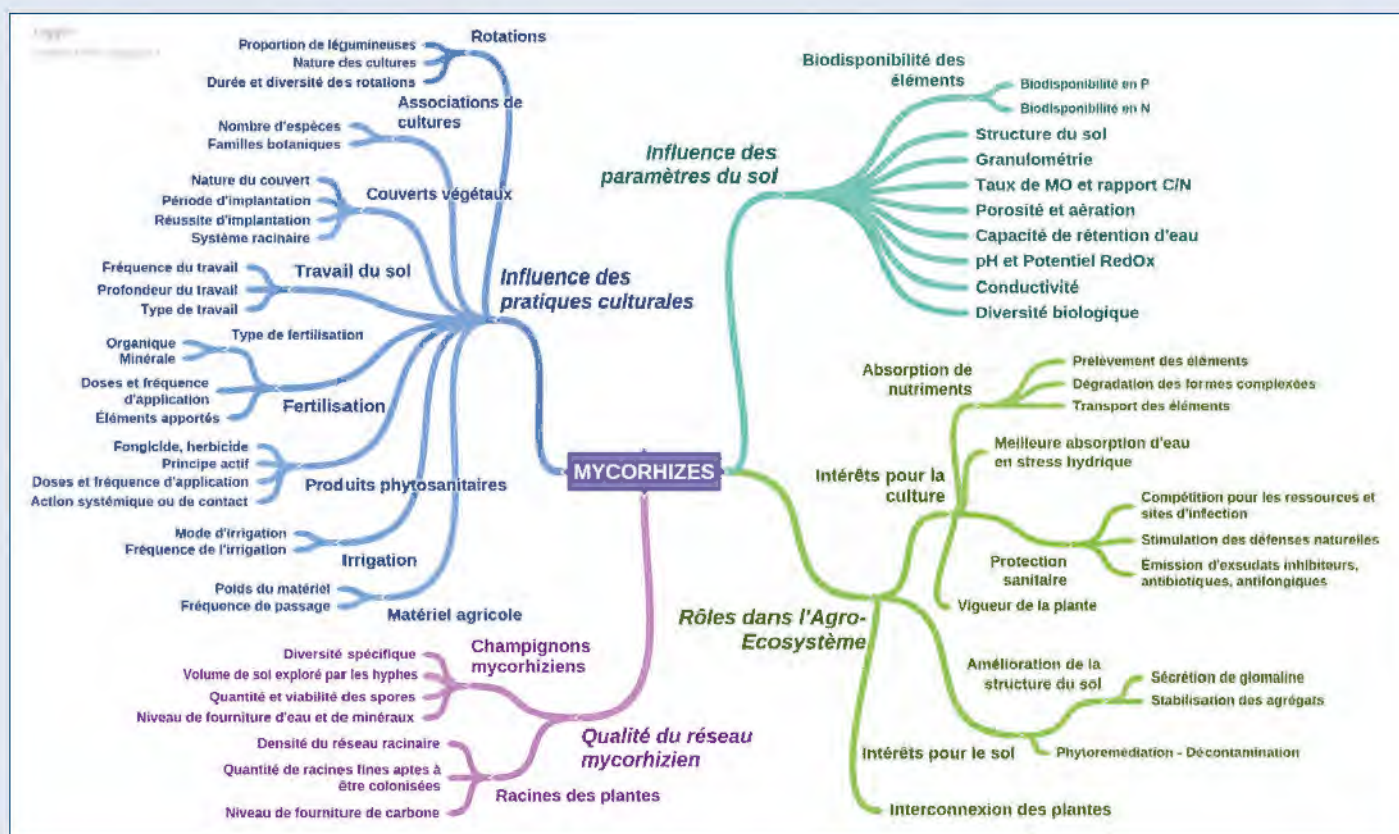 Rotations
Proportion de légumineuses
Nature des cultures
Durée et diversité des rotations
Associations de
cultures
Nombre d'espèces
Familles botaniques
Couverts végétaux
Nature du couvert
Période d'implantation
Réussite d'implantation
Système racinaire
Travail du sol
Fréquence du travail
Profondeur du travail
Type de travail
Influence des
pratiques culturales
Type de fertilisation
Organique
Minérale
Doses et fréquence
d'application
Éléments apportés
Fertilisation
Fongicide, herbicide
Principe actif
Doses et fréquence d'application
Action systémique ou de contact
Produits phytosanitaires
Mode d'irrigation
Fréquence de l'irrigation
Irrigation
Poids du matériel
Fréquence de passage
Matériel agricole
MYCORHIZES
Champignons
mycorhiziens
Diversité spécifique
Volume de sol exploré par les hyphes
Quantité et viabilité des spores
Niveau de fourniture d'eau et de minéraux
Qualité du réseau
mycorhizien
Densité du réseau racinaire
Quantité de racines fines aptes à
être colonisées
Niveau de fourniture de carbone
Racines des plantes
Influence des
paramètres du sol
Biodisponibilité des
éléments
Biodisponibilité en P
Biodisponibilité en N
Structure du sol
Granulométrie
Taux de MO et rapport C/N
Porosité et aération
Capacité de rétention d'eau
pH et Potentiel RedOx
Conductivité
Diversité biologique
Rôles dans l'Agro-
Ecosystème
Intérêts pour la
culture
Absorption de
nutriments
Prélèvement des éléments
Dégradation des formes complexées
Transport des éléments
Meilleure absorption d'eau
en stress hydrique
Protection
sanitaire
Compétition pour les ressources et
sites d'infection
Stimulation des défenses naturelles
Emission d'exsudats inhibiteurs,
antibiotiques, antifongiques
Vigueur de la plante
Intérêts pour le sol
Amélioration de la
structure du sol
Sécrétion de glomaline
Stabilisation des agrégats
Phytoremédiation - Décontamination
Interconnexion des plantes